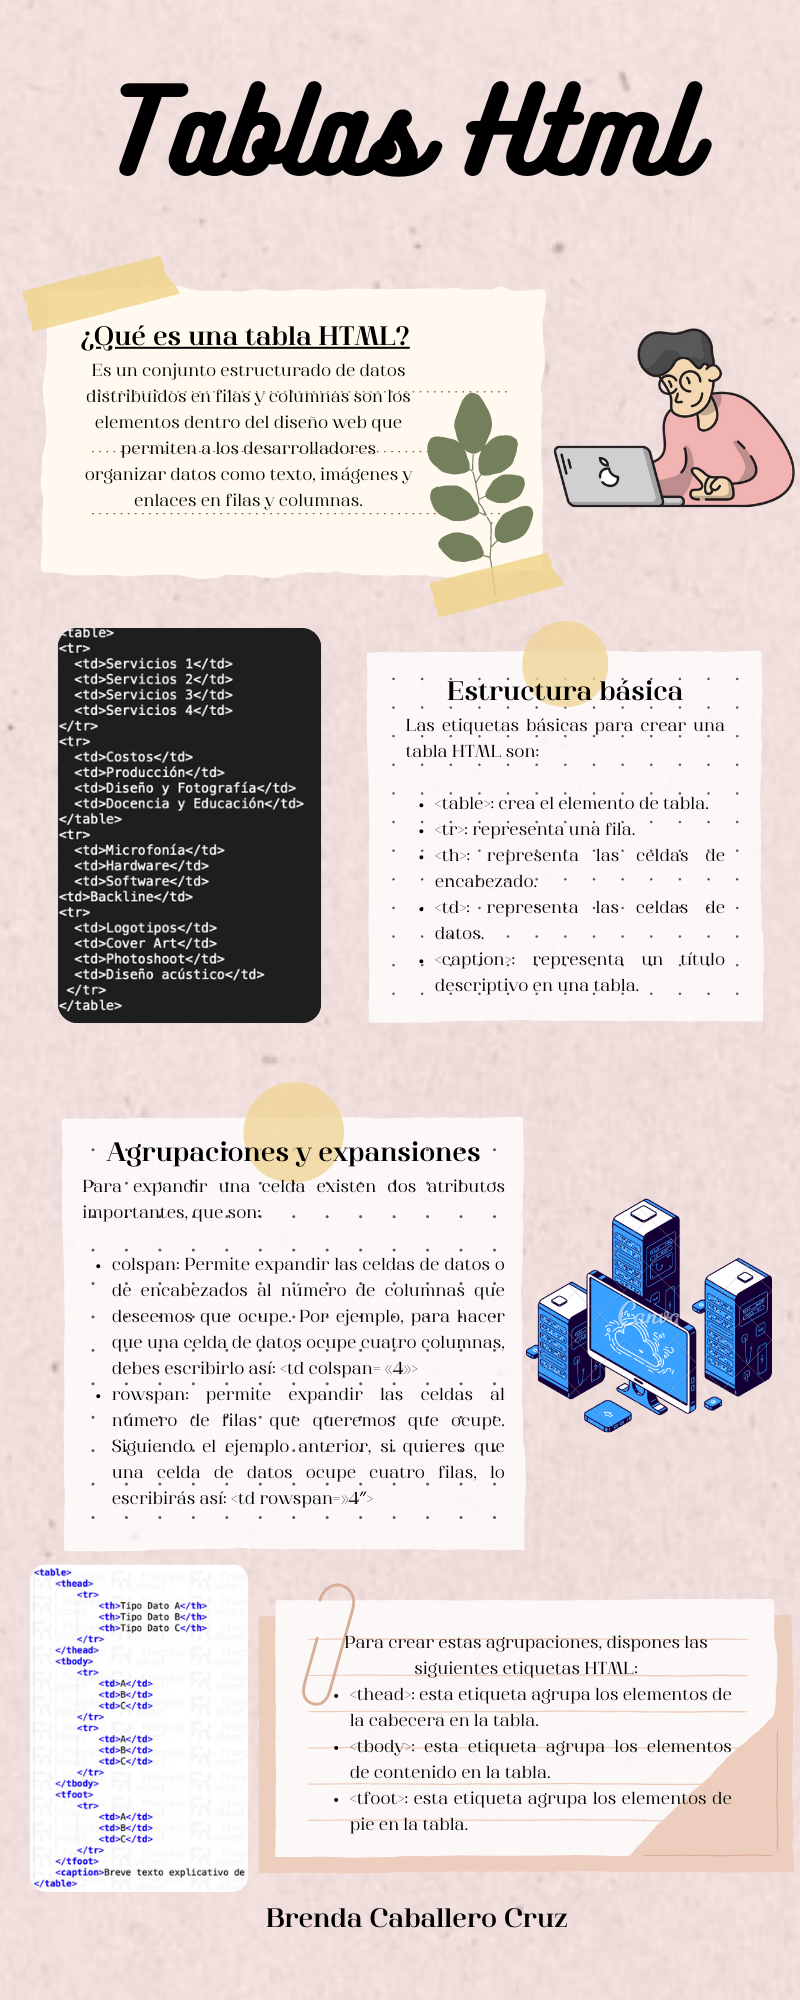 Tablas Html
¿Qué es una tabla HTML?
Es un conjunto estructurado de datos
distribuidos en filas y columnas son los
elementos dentro del diseño web que
permiten a los desarrolladores
organizar datos como texto, imágenes y
enlaces en filas y columnas.
<table>
<tr>
<td>Servicios 1</td>
<td>Servicios 2</td>
<td>Servicios 3</td>
<td>Servicios 4</td>
</tr>
<tr>
<td>Costos</td>
<td>Producción</td>
<td>Diseño y Fotografía</td>
<td>Docencia y Educación</td>
</table>
<tr>
<td>Microfonía</td>
<td>Hardware</td>
<td>Software</td>
<td>Backline</td>
<tr>
<td>Logotipos</td>
<td>Cover Art</td>
<td>Photoshoot</td>
<td>Diseño acústico</td>
</tr>
</table>
Estructura básica
Las etiquetas básicas para crear una
tabla HTML son:
• <table>: crea el elemento de tabla.
• <tr>: representa una fila.
• <th>: representa las celdas de
encabezado.
• <td>: representa las celdas de
datos.
• <caption>: representa un título
descriptivo en una tabla.
Agrupaciones y expansiones
Para expandir una celda existen dos atributos
importantes, que son:
• colspan: Permite expandir las celdas de datos o
de encabezados al número de columnas que
deseemos que ocupe. Por ejemplo, para hacer
que una celda de datos ocupe cuatro columnas,
debes escribirlo así: <td colspan= «4»>
• rowspan: permite expandir las celdas al
número de filas que queremos que ocupe.
Siguiendo el ejemplo anterior, si quieres que
una celda de datos ocupe cuatro filas, lo
escribirás así: <td rowspan=»4″>
Canva
<table>
<thead>
<tr>
<th>Tipo Dato A</th>
<th>Tipo Dato B</th>
<th>Tipo Dato C</th>
</tr>
</thead>
<tbody>
<tr>
<td>A</td>
<td>B</td>
<td>C</td>
</tr>
<tr>
<td>A</td>
<td>B</td>
<td>C</td>
</tr>
</tbody>
<tfoot>
<tr>
<td>A</td>
<td>B</td>
<td>C</td>
</tr>
</tfoot>
<caption>Breve texto explicativo de
</table>
Para crear estas agrupaciones, dispones las
siguientes etiquetas HTML:
• <thead>: esta etiqueta agrupa los elementos de
la cabecera en la tabla.
• <tbody>: esta etiqueta agrupa los elementos
de contenido en la tabla.
• <tfoot>: esta etiqueta agrupa los elementos de
pie en la tabla.
Brenda Caballero Cruz